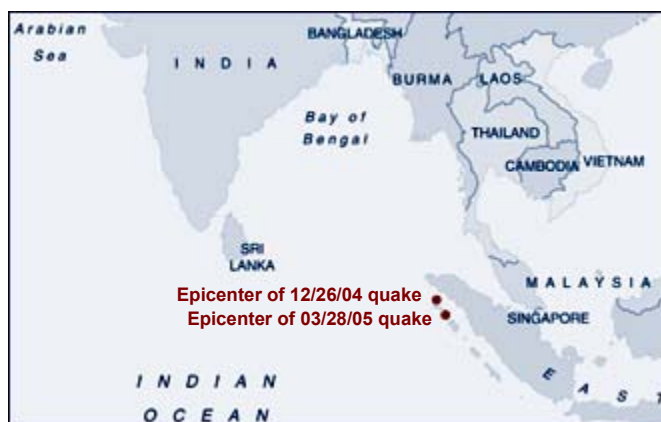 Arabian
Sea
INDIA
BANGLADESH
BURMA
LAOS
Bay of
Bengal
THAILAND
CAMBODIA
VIETNAM
SRI
LANKA
MALAYSIA
Epicenter of 12/26/04 quake
Epicenter of 03/28/05 quake
SINGAPORE
INDIAN
OCEAN
EAST